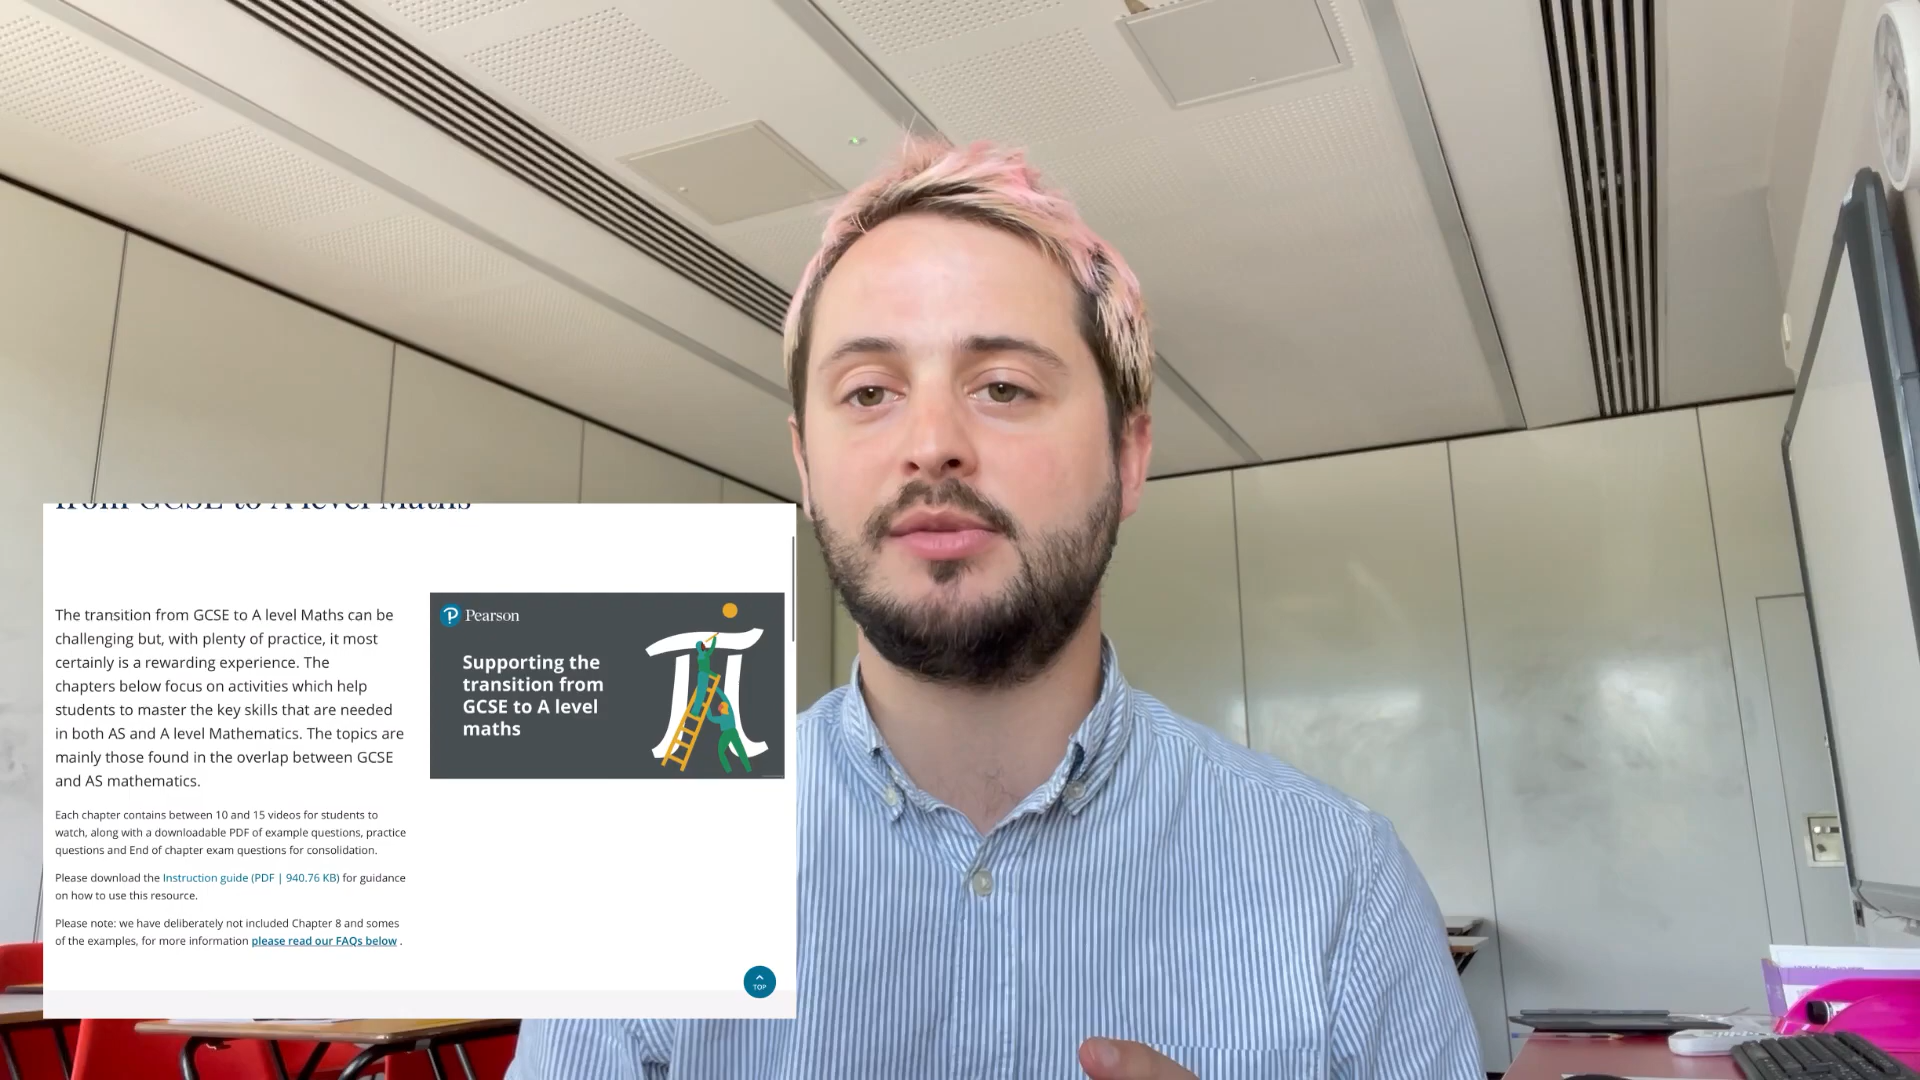 from GCSE to A level Maths
The transition from GCSE to A level Maths can be
challenging but, with plenty of practice, it most
certainly is a rewarding experience. The
chapters below focus on activities which help
students to master the key skills that are needed
in both AS and A level Mathematics. The topics are
mainly those found in the overlap between GCSE
and AS mathematics.
Each chapter contains between 10 and 15 videos for students to
watch, along with a downloadable PDF of example questions, practice
questions and End of chapter exam questions for consolidation.
Please download the Instruction guide (PDF | 940.76 KB) for guidance
on how to use this resource.
Please note: we have deliberately not included Chapter 8 and somes
of the examples, for more information please read our FAQs below .
Pearson
Supporting the
transition from
GCSE to A level
maths
TOP